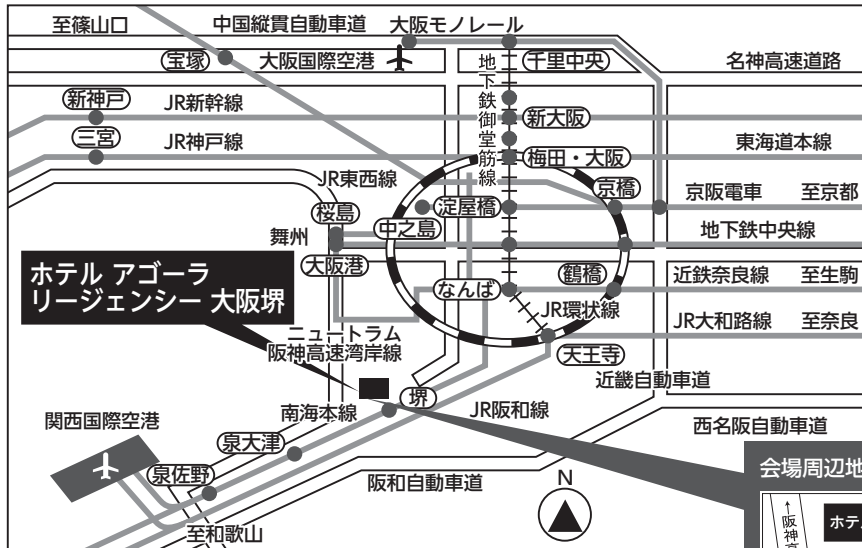 至篠山口
中国縦貫自動車道
大阪モノレール
宝塚
大阪国際空港
地下鉄御堂筋線
千里中央
名神高速道路
新神戸
JR新幹線
新大阪
三宮
JR神戸線
梅田・大阪
東海道本線
JR東西線
京橋
桜島
淀屋橋
京阪電車
至京都
舞州
中之島
地下鉄中央線
大阪港
鶴橋
ホテル アゴーラ
リージェンシー 大阪堺
なんば
近鉄奈良線
至生駒
JR環状線
JR大和路線
至奈良
ニュートラム
阪神高速湾岸線
天王寺
近畿自動車道
堺
南海本線
JR阪和線
西名阪自動車道
関西国際空港
泉大津
泉佐野
阪和自動車道
N
至和歌山
会場周辺地
↑阪神高
ホテ